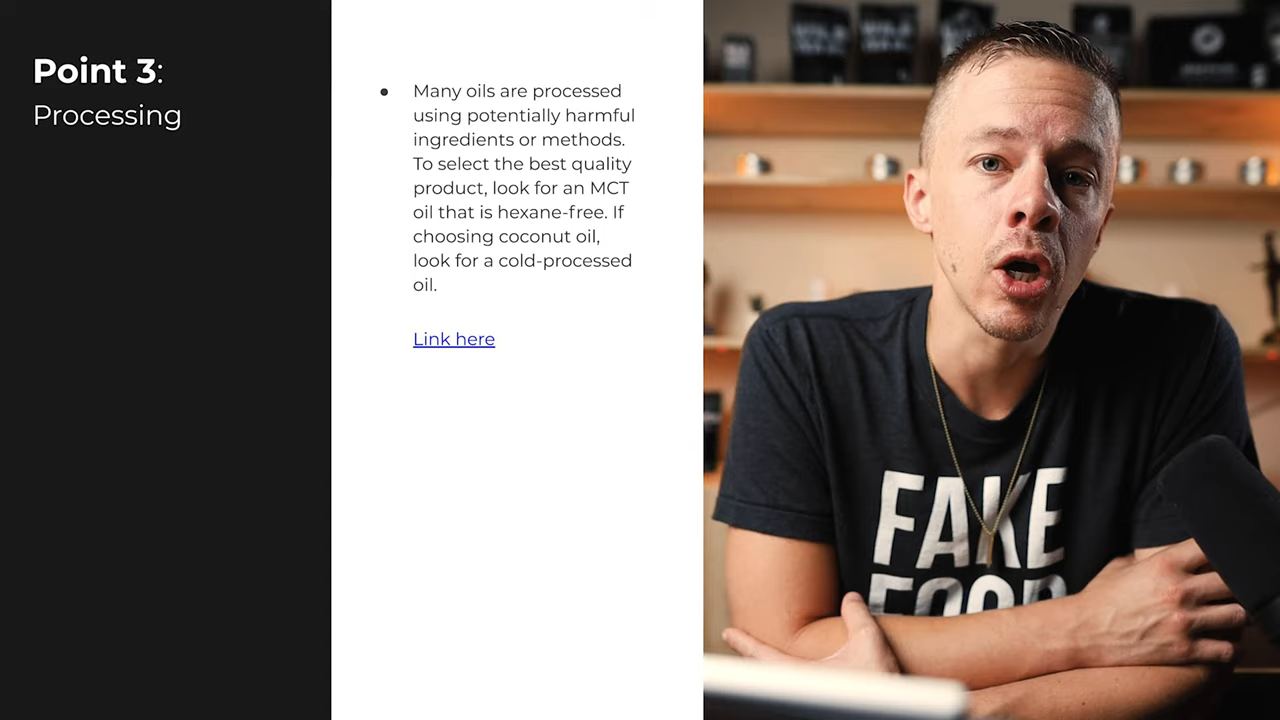 Point 3:
Processing
● Many oils are processed
using potentially harmful
ingredients or methods.
To select the best quality
product, look for an MCT
oil that is hexane-free. If
choosing coconut oil,
look for a cold-processed
oil.
Link here
FAKE
FOOD